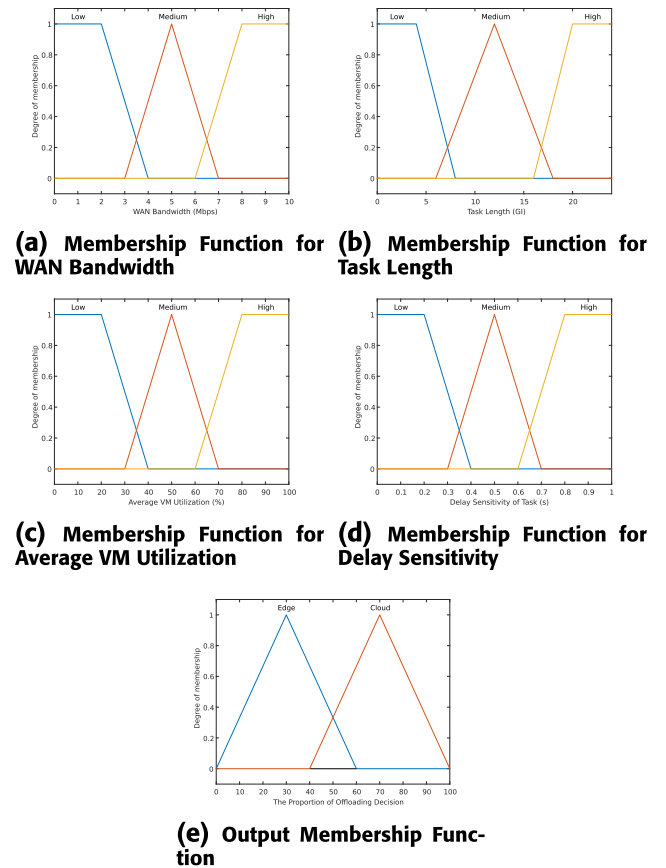 Low Medium High
1
0.8
0.6
0.4
0.2
0
Degree of membership
0 1 2 3 4 5 6 7 8 9 10
WAN Bandwidth (Mbps)
(a) Membership Function for
WAN Bandwidth
Low Medium High
1
0.8
0.6
0.4
0.2
0
Degree of membership
0 5 10 15 20
Task Length (GI)
(b) Membership Function for
Task Length
Low Medium High
1
0.8
0.6
0.4
0.2
0
Degree of membership
0 10 20 30 40 50 60 70 80 90 100
Average VM Utilization (%)
(c) Membership Function for
Average VM Utilization
Low Medium High
1
0.8
0.6
0.4
0.2
0
Degree of membership
0 0.1 0.2 0.3 0.4 0.5 0.6 0.7 0.8 0.9 1
Delay Sensitivity of Task (s)
(d) Membership Function for
Delay Sensitivity
Edge Cloud
1
0.8
0.6
0.4
0.2
0
Degree of membership
0 10 20 30 40 50 60 70 80 90 100
The Proportion of Offloading Decision
(e) Output Membership Func-
tion